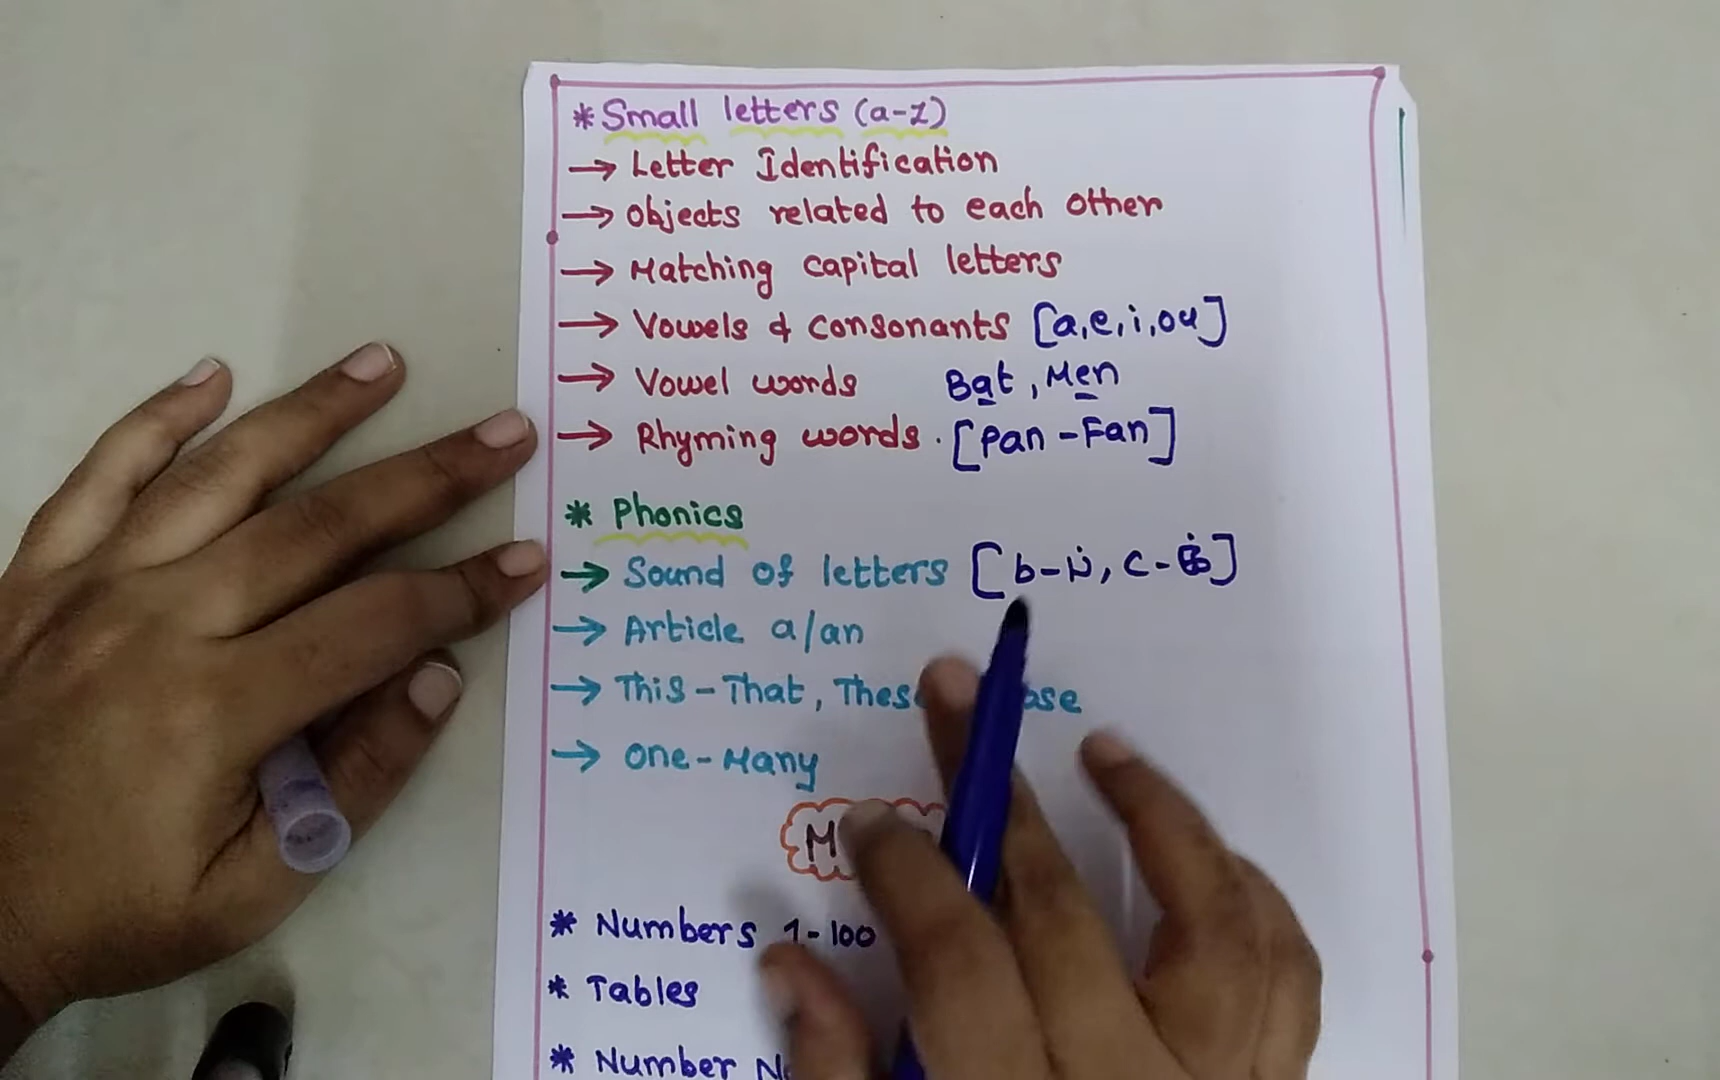 *Small letters (a-z)
→ Letter Identification
→ Objects related to each other
→ Matching capital letters
→ Vowels & consonants [a,e,i,ou]
→ Vowel words Bat, Men
→ Rhyming words. [Pan-Fan]
* Phonics
→ Sound of letters [b- , c- ]
→ Article a/an
→ This-That,
→ One-Many
* Numbers 1-100
* Tables
* Number